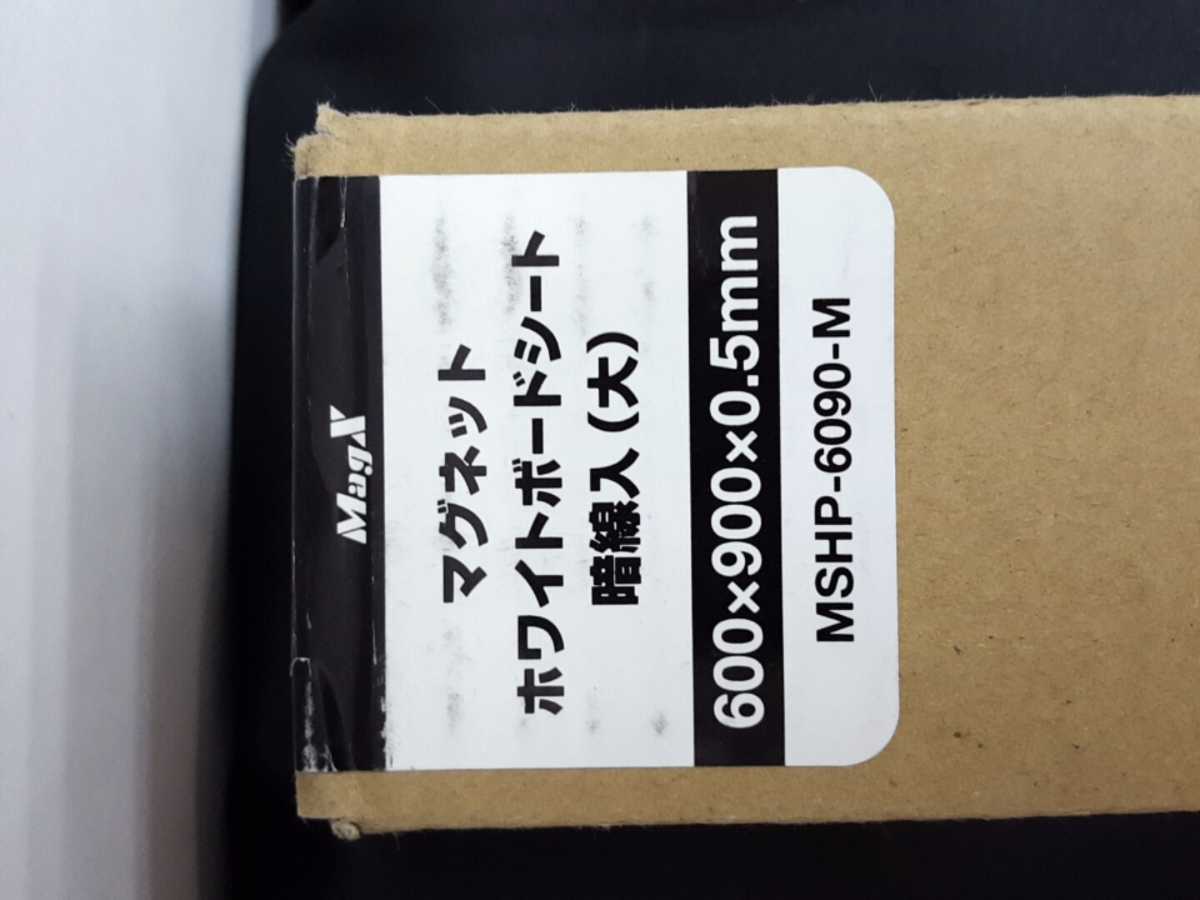 MagX
マグネット
ホワイトボードシート
暗線入(大)
600×900×0.5mm
MSHP-6090-M